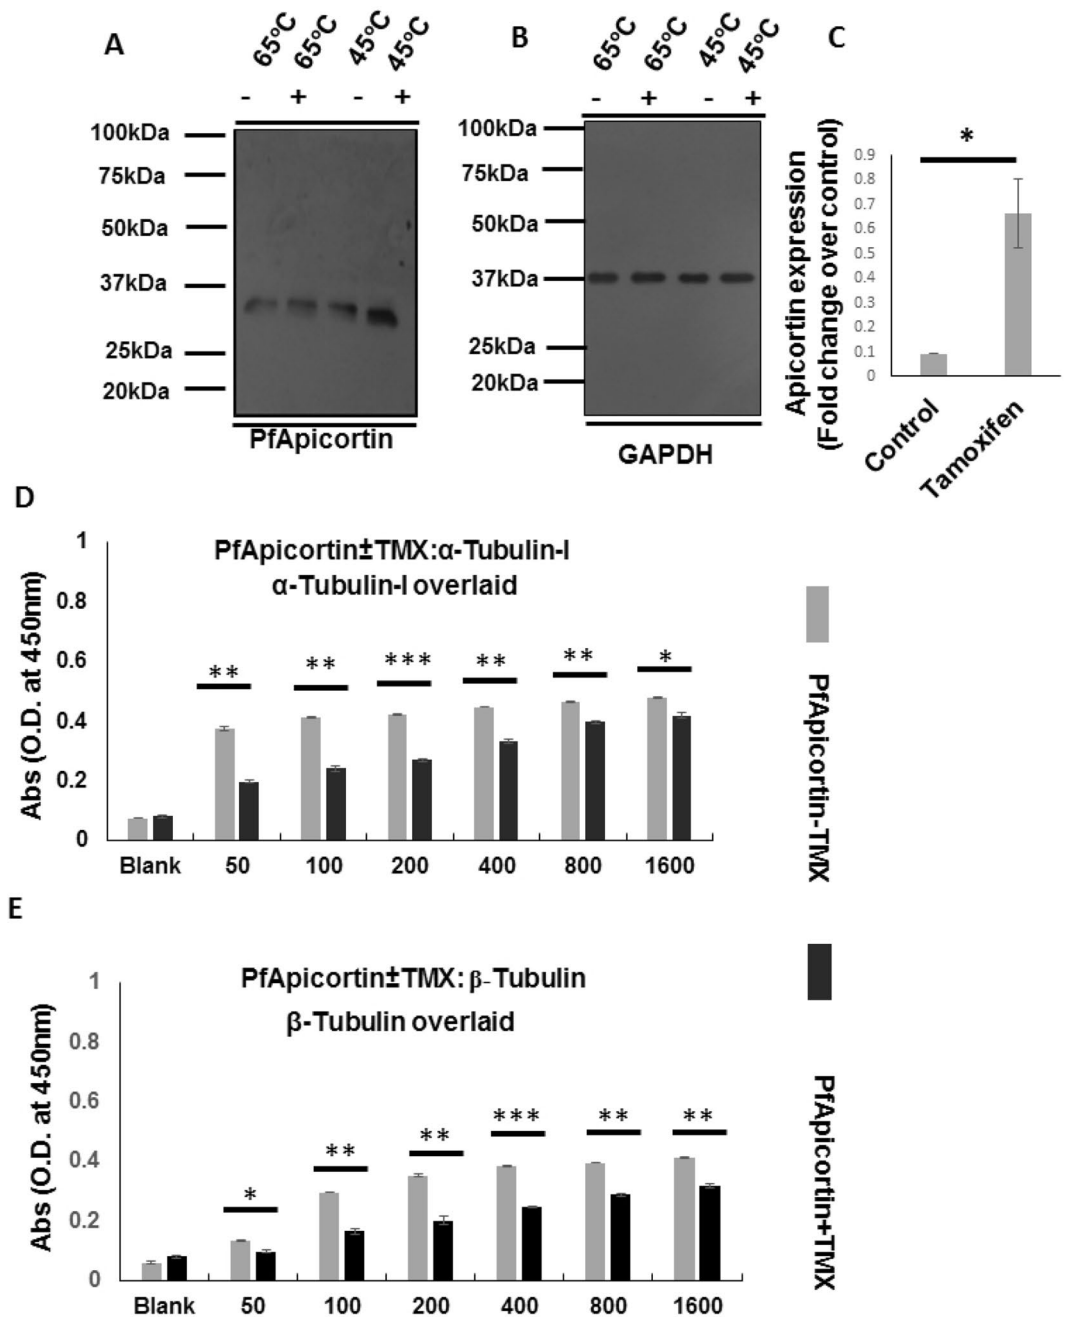 A
65°C 65°C 45°C 45°C
- + - +
100kDa
75kDa
50kDa
37kDa
25kDa
20kDa
PfApicortin
B
65°C 65°C 45°C 45°C
- + - +
100kDa
75kDa
50kDa
37kDa
25kDa
20kDa
GAPDH
C
Apicortin expression
(Fold change over control)
0.9
0.8
0.7
0.6
0.5
0.4
0.3
0.2
0.1
0
*
Control
Tamoxifen
D
PfApicortin±TMX:α-Tubulin-I
α-Tubulin-I overlaid
Abs (O.D. at 450nm)
1
0.8
0.6
0.4
0.2
0
** ** *** ** ** *
Blank 50 100 200 400 800 1600
PfApicortin-TMX
E
PfApicortin±TMX: β-Tubulin
β-Tubulin overlaid
Abs (O.D. at 450nm)
1
0.8
0.6
0.4
0.2
0
* ** ** *** ** **
Blank 50 100 200 400 800 1600
PfApicortin+TMX